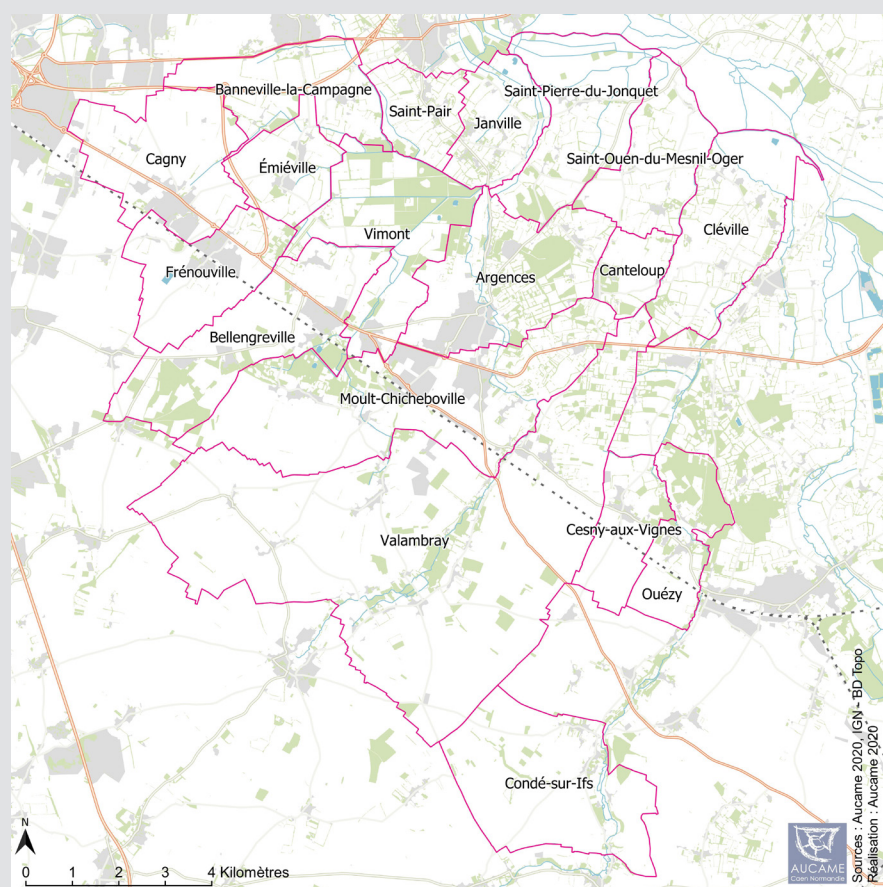 Banneville-la-Campagne
Saint-Pierre-du-Jonquet
Saint-Pair
Janville
Cagny
Émiéville
Saint-Ouen-du-Mesnil-Oger
Vimont
Cléville
Frénouville
Argences
Canteloup
Bellengreville
Moult-Chicheboville
Valambray
Cesny-aux-Vignes
Ouézy
Condé-sur-Ifs
N
0 1 2 3 4 Kilomètres
AUCAME
Caen Normandie
Sources : Aucame 2020, IGN - BD Topo
Réalisation : Aucame 2020